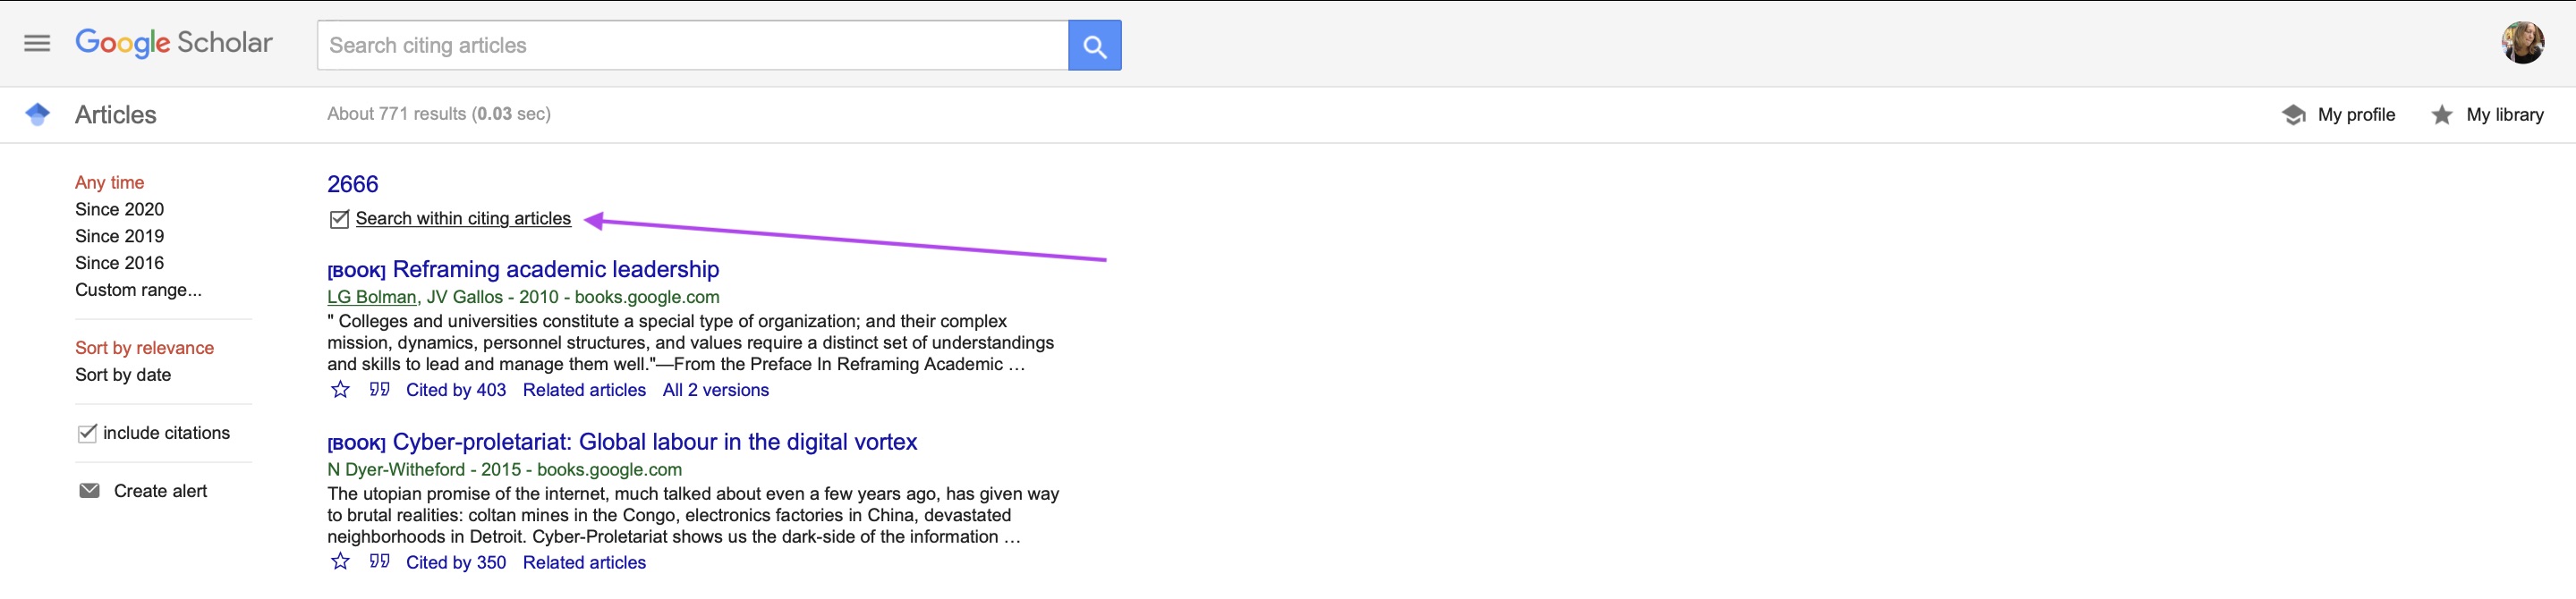 Google Scholar
Search citing articles
Articles
About 771 results (0.03 sec)
My profile
My library
Any time
Since 2020
Since 2019
Since 2016
Custom range...
Sort by relevance
Sort by date
include citations
Create alert
2666
Search within citing articles
[BOOK] Reframing academic leadership
LG Bolman, JV Gallos - 2010 - books.google.com
" Colleges and universities constitute a special type of organization; and their complex
mission, dynamics, personnel structures, and values require a distinct set of understandings
and skills to lead and manage them well."—From the Preface In Reframing Academic …
Cited by 403 Related articles All 2 versions
[BOOK] Cyber-proletariat: Global labour in the digital vortex
N Dyer-Witheford - 2015 - books.google.com
The utopian promise of the internet, much talked about even a few years ago, has given way
to brutal realities: coltan mines in the Congo, electronics factories in China, devastated
neighborhoods in Detroit. Cyber-Proletariat shows us the dark-side of the information …
Cited by 350 Related articles